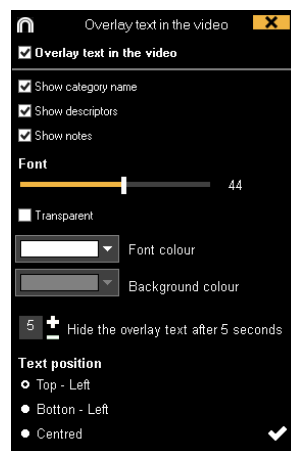 Overlay text in the video
Overlay text in the video
Show category name
Show descriptors
Show notes
Font
44
Transparent
Font colour
Background colour
5 Hide the overlay text after 5 seconds
Text position
Top - Left
Botton - Left
Centred